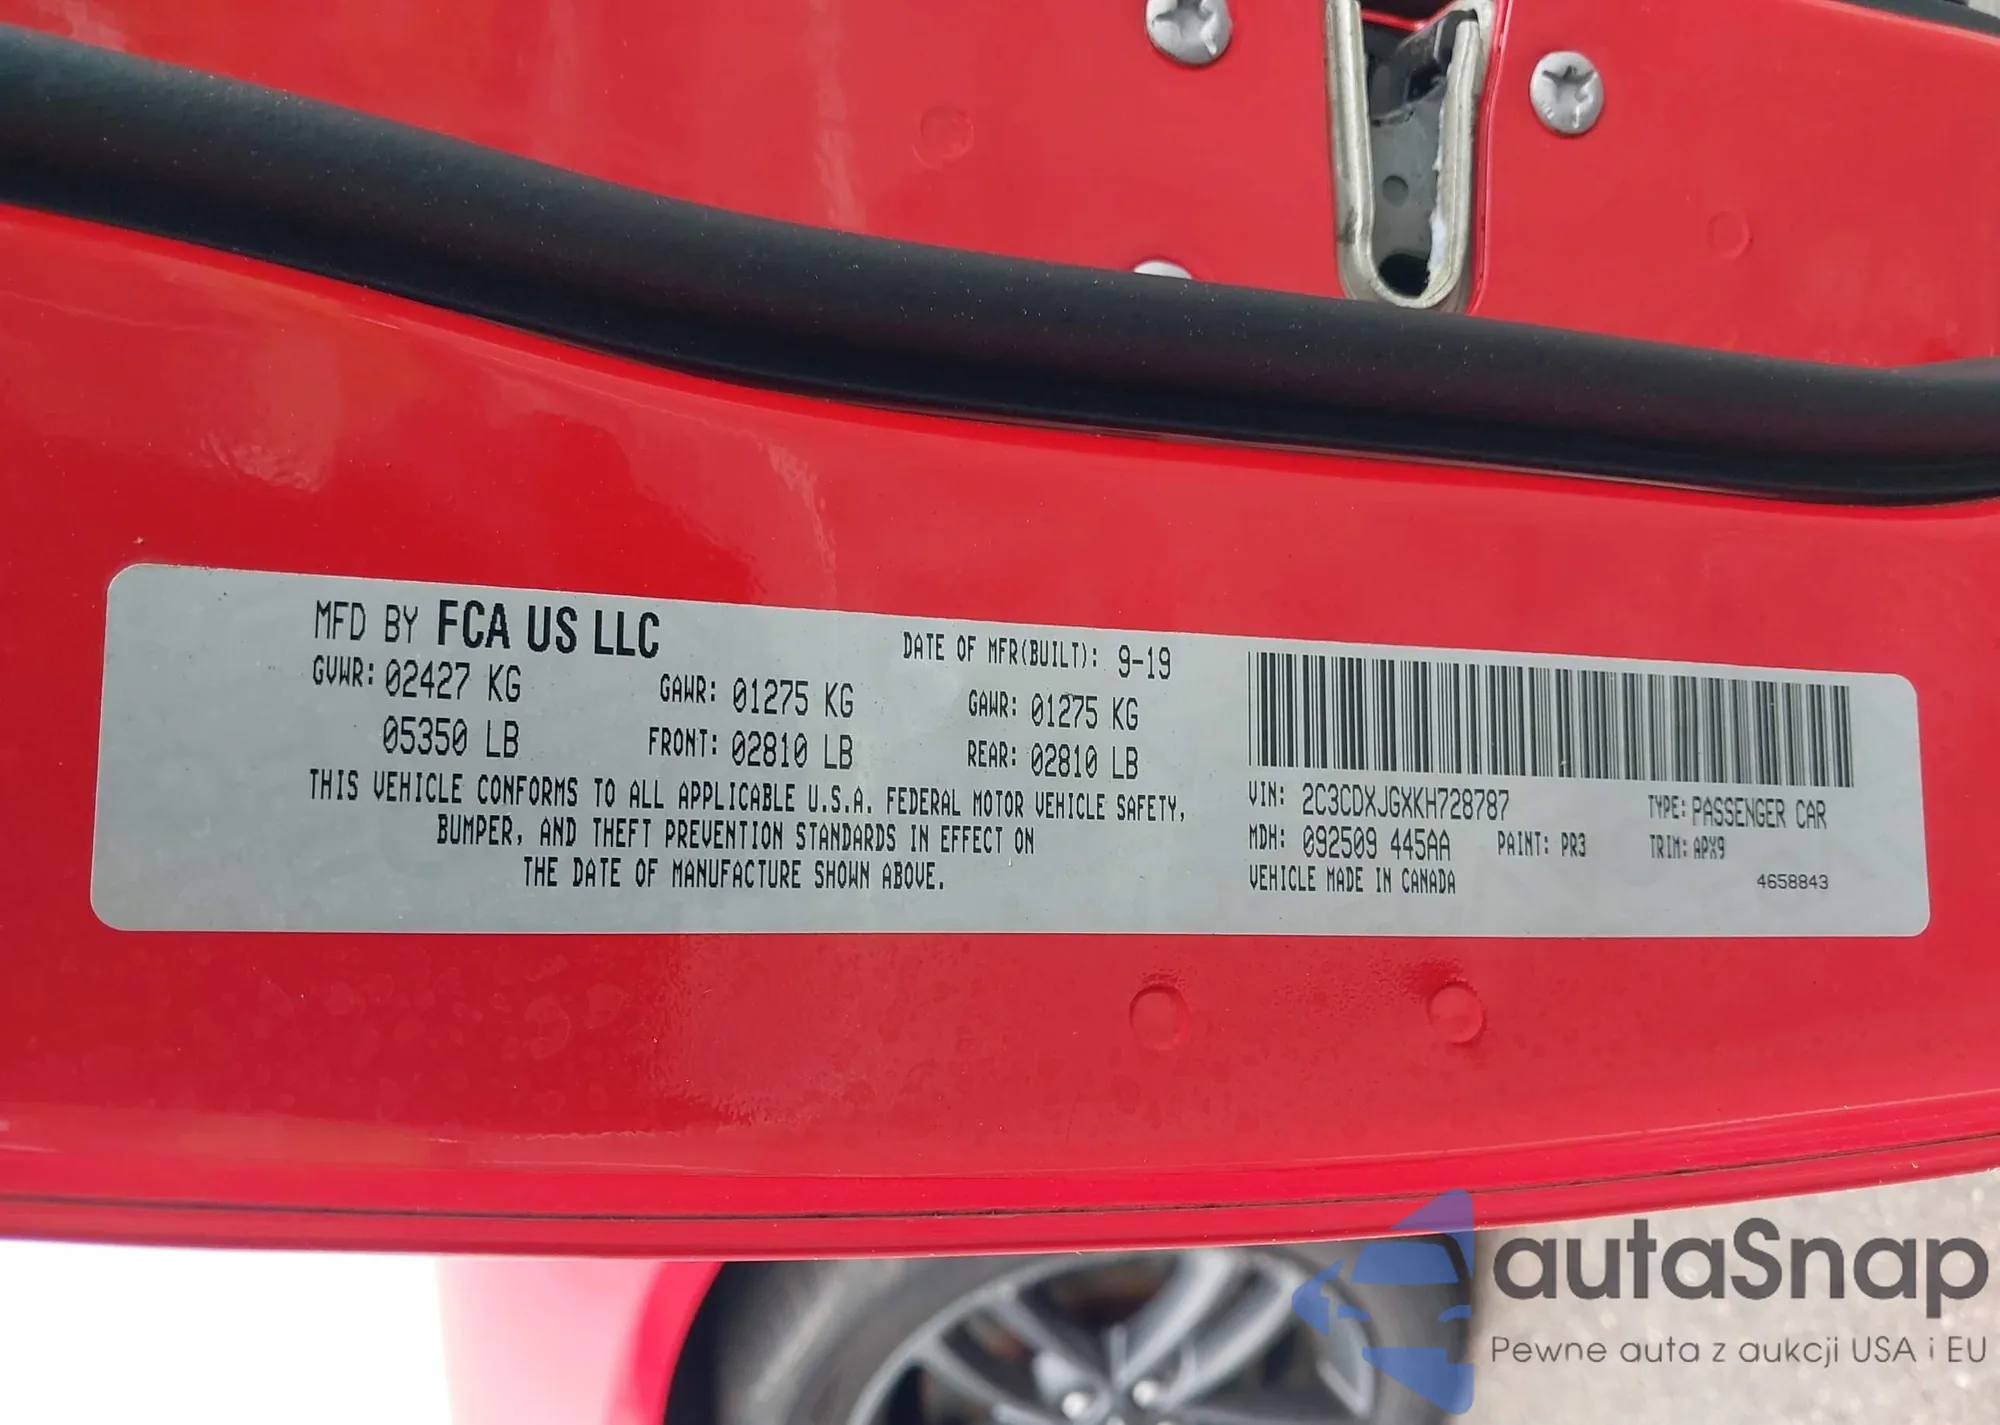 MFD BY FCA US LLC
DATE OF MFR(BUILT): 9-19
GVWR: 02427 KG
GAWR: 01275 KG
GAWR: 01275 KG
05350 LB
FRONT: 02810 LB
REAR: 02810 LB
THIS VEHICLE CONFORMS TO ALL APPLICABLE U.S.A. FEDERAL MOTOR VEHICLE SAFETY,
BUMPER, AND THEFT PREVENTION STANDARDS IN EFFECT ON
THE DATE OF MANUFACTURE SHOWN ABOVE.
VIN: 2C3CDXJGXKH728787
TYPE: PASSENGER CAR
MDH: 092509 445AA
PAINT: PR3
TRIM: APX9
VEHICLE MADE IN CANADA
4658843
autaSnap
Pewne auta z aukcji USA i EU